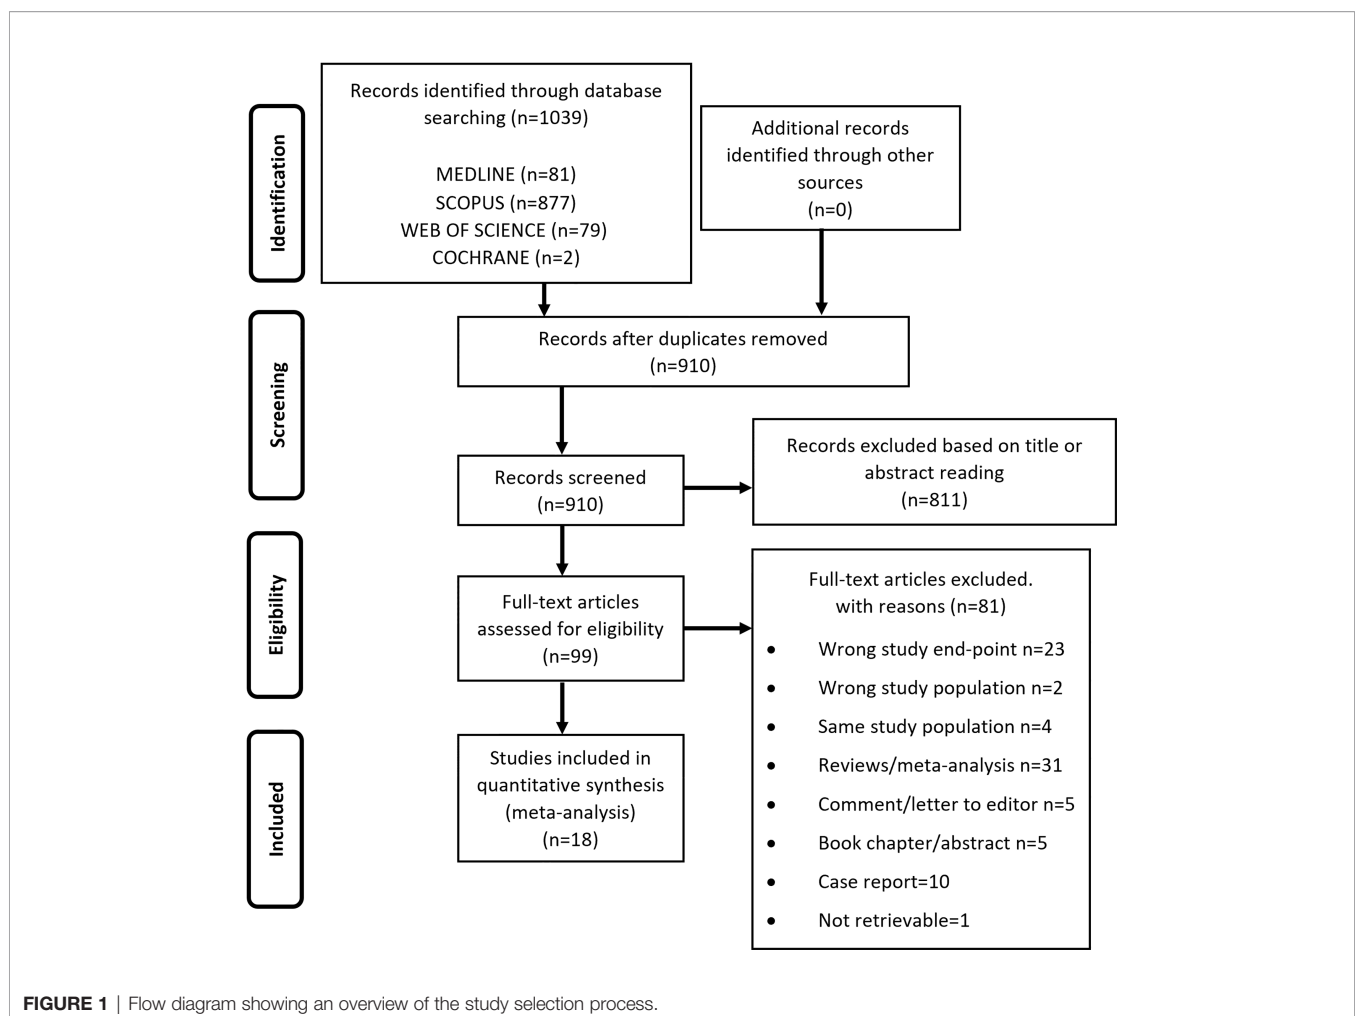 Identification
Records identified through database
searching (n=1039)
MEDLINE (n=81)
SCOPUS (n=877)
WEB OF SCIENCE (n=79)
COCHRANE (n=2)
Additional records
identified through other
sources
(n=0)
Screening
Records after duplicates removed
(n=910)
Records screened
(n=910)
Records excluded based on title or
abstract reading
(n=811)
Eligibility
Full-text articles
assessed for eligibility
(n=99)
Full-text articles excluded.
with reasons (n=81)
• Wrong study end-point n=23
• Wrong study population n=2
• Same study population n=4
• Reviews/meta-analysis n=31
• Comment/letter to editor n=5
• Book chapter/abstract n=5
• Case report=10
• Not retrievable=1
Included
Studies included in
quantitative synthesis
(meta-analysis)
(n=18)
FIGURE 1 | Flow diagram showing an overview of the study selection process.